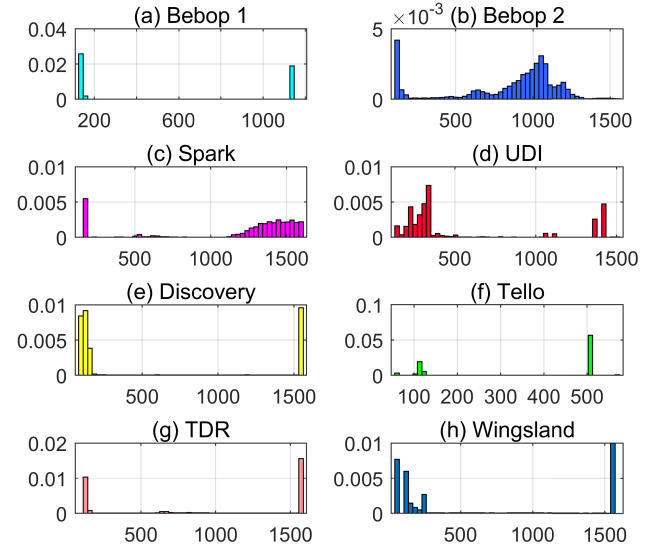 (a) Bebop 1
0.04
0.02
0
200 600 1000
(b) Bebop 2
×10⁻³
5
0
500 1000 1500
(c) Spark
0.01
0.005
0
500 1000 1500
(d) UDI
0.01
0.005
0
500 1000 1500
(e) Discovery
0.01
0.005
0
500 1000 1500
(f) Tello
0.1
0.05
0
100 200 300 400 500
(g) TDR
0.02
0.01
0
500 1000 1500
(h) Wingsland
0.01
0.005
0
500 1000 1500